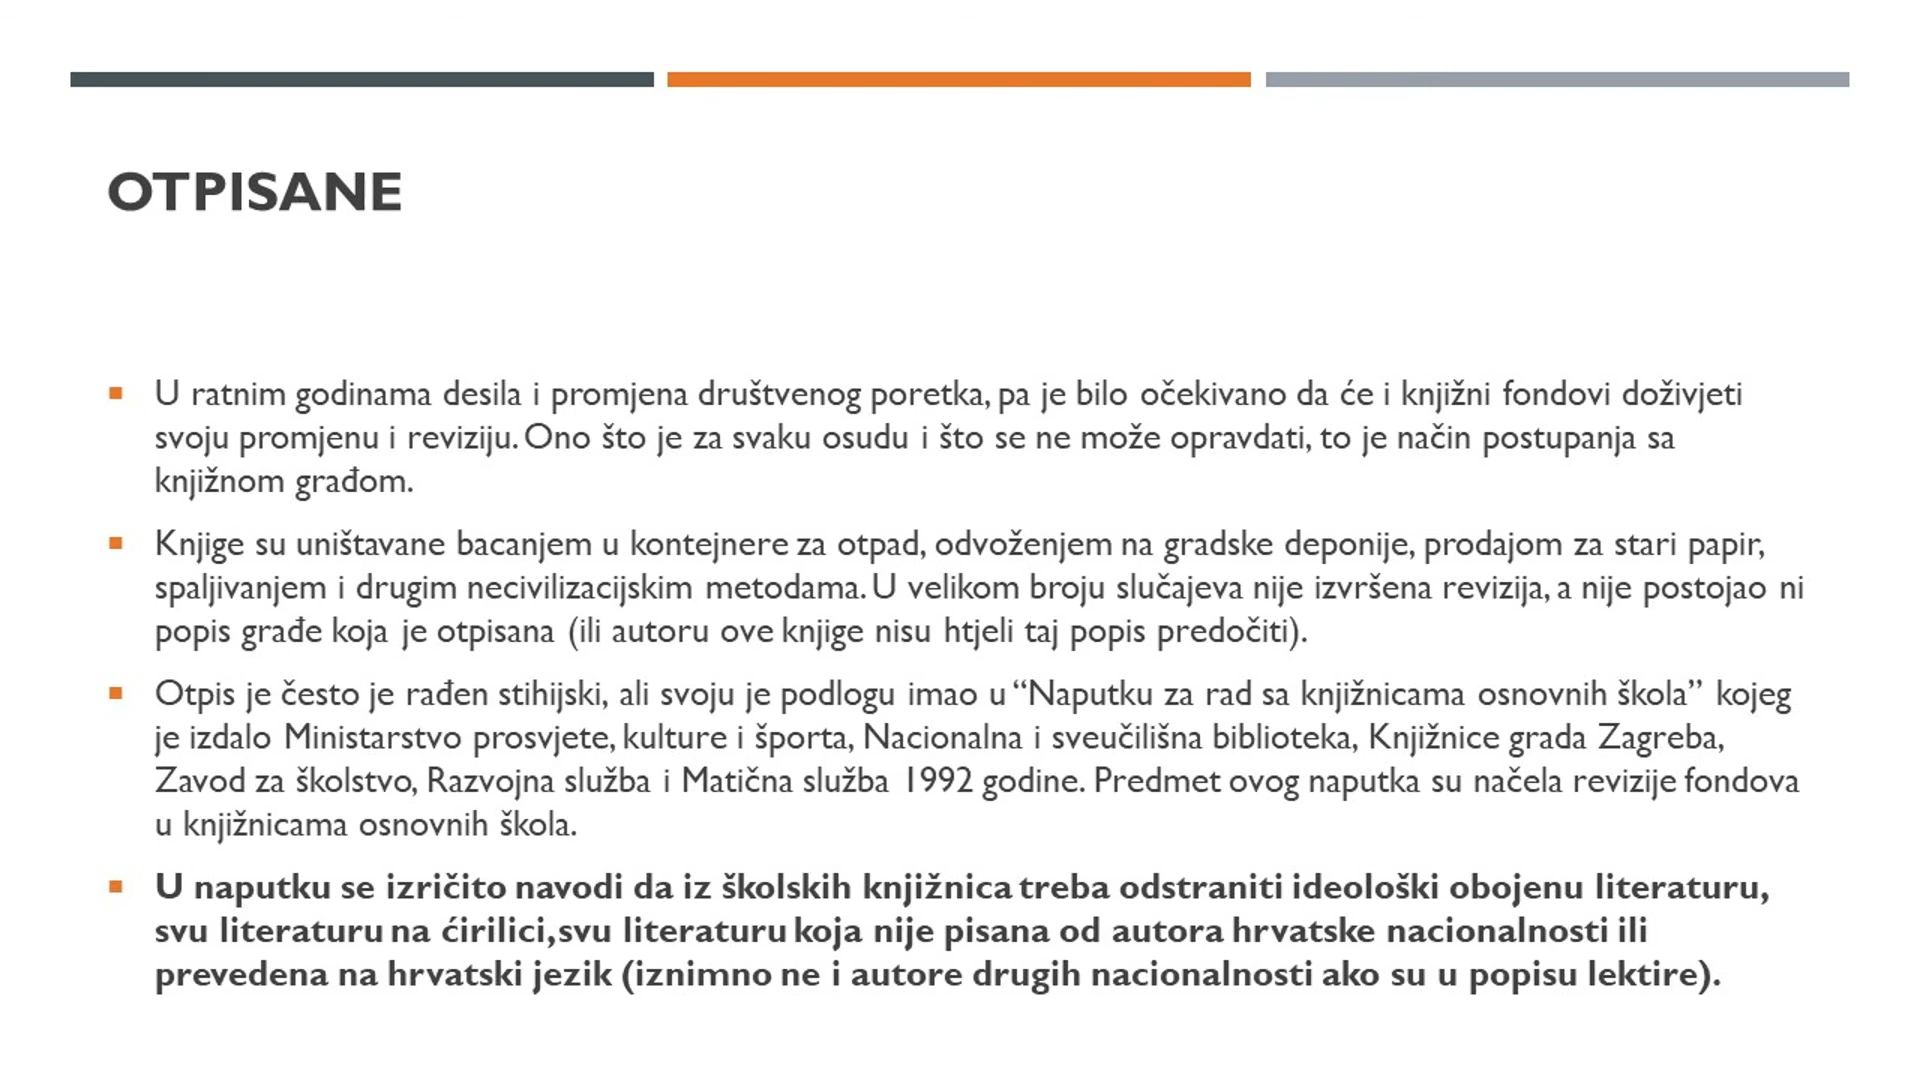 OTPISANE
U ratnim godinama desila i promjena društvenog poretka, pa je bilo očekivano da će i knjižni fondovi doživjeti
svoju promjenu i reviziju. Ono što je za svaku osudu i što se ne može opravdati, to je način postupanja sa
knjižnom građom.
Knjige su uništavane bacanjem u kontejnere za otpad, odvoženjem na gradske deponije, prodajom za stari papir,
spaljivanjem i drugim necivilizacijskim metodama. U velikom broju slučajeva nije izvršena revizija, a nije postojao ni
popis građe koja je otpisana (ili autoru ove knjige nisu htjeli taj popis predočiti).
Otpis je često je rađen stihijski, ali svoju je podlogu imao u “Naputku za rad sa knjižnicama osnovnih škola” kojeg
je izdalo Ministarstvo prosvjete, kulture i športa, Nacionalna i sveučilišna biblioteka, Knjižnice grada Zagreba,
Zavod za školstvo, Razvojna služba i Matična služba 1992 godine. Predmet ovog naputka su načela revizije fondova
u knjižnicama osnovnih škola.
U naputku se izričito navodi da iz školskih knjižnica treba odstraniti ideološki obojenu literaturu,
svu literaturu na ćirilici,svu literaturu koja nije pisana od autora hrvatske nacionalnosti ili
prevedena na hrvatski jezik (iznimno ne i autore drugih nacionalnosti ako su u popisu lektire).